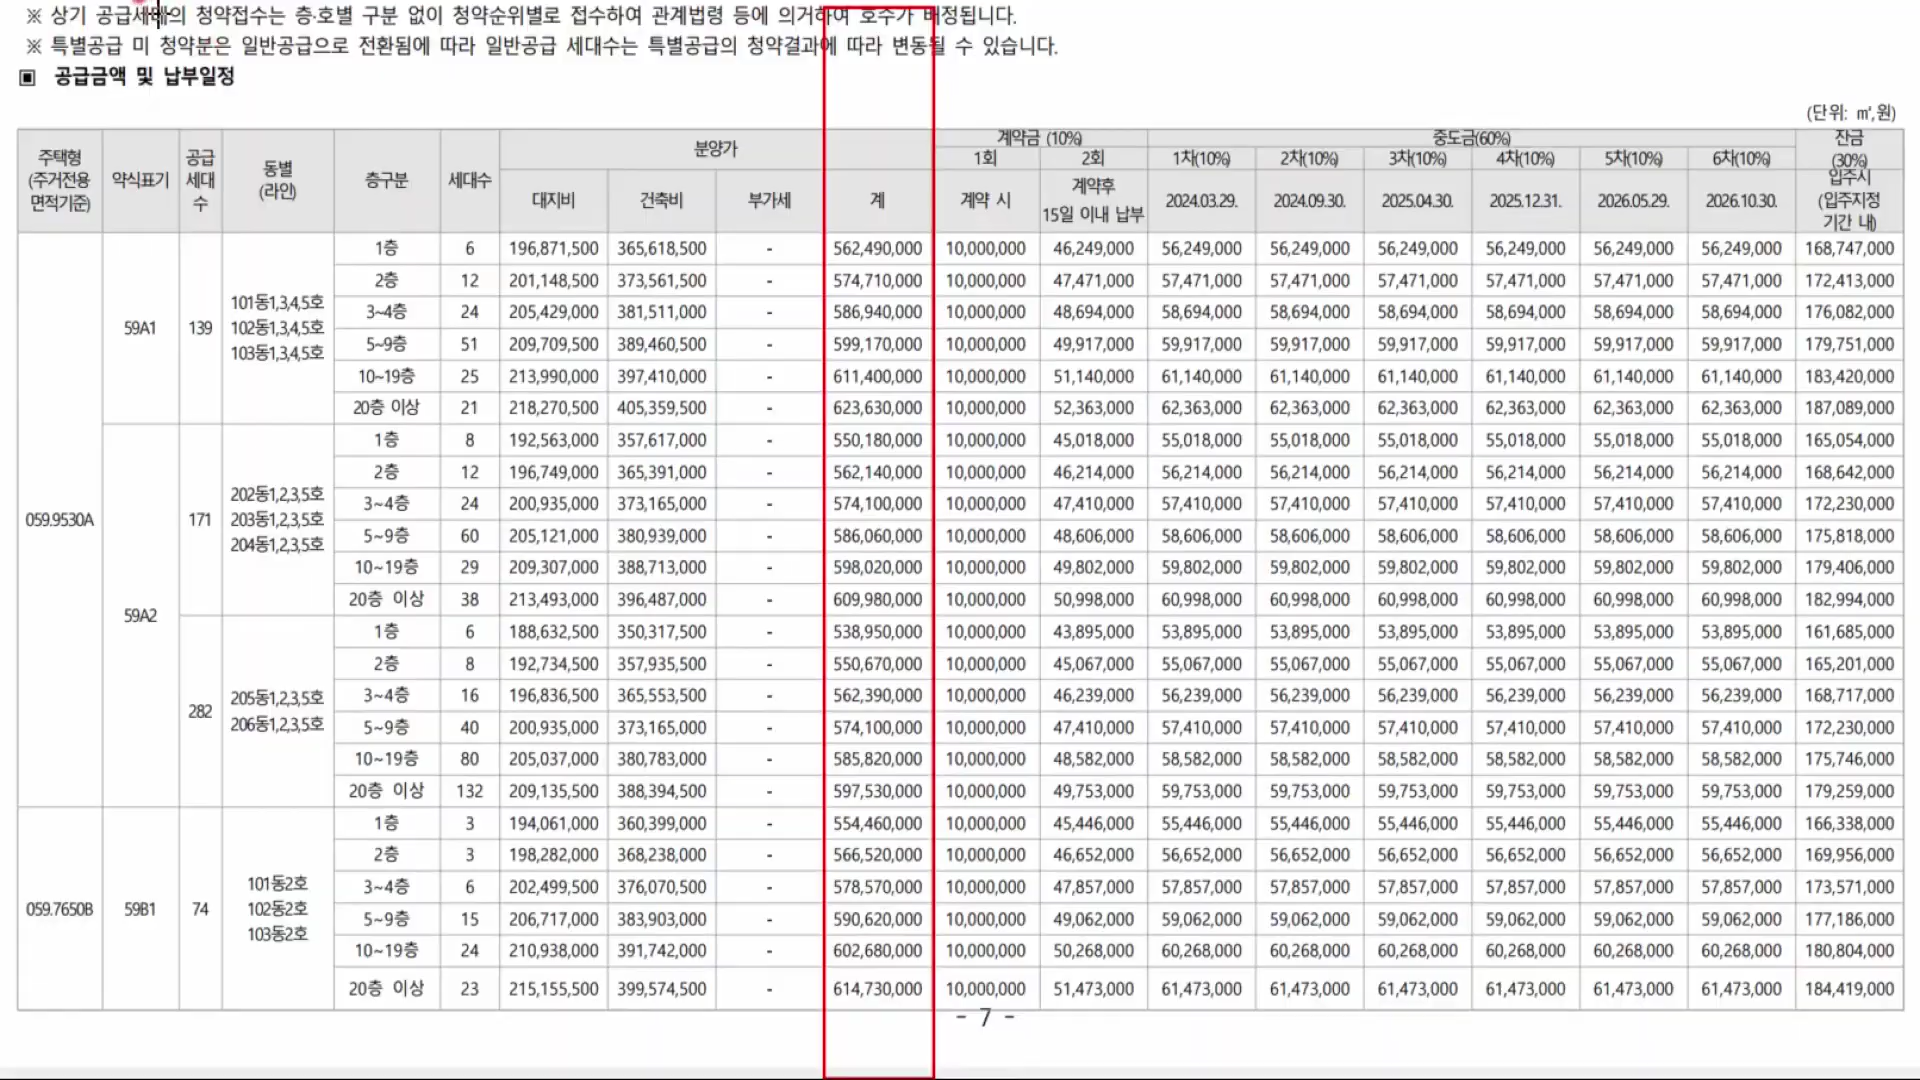 ※ 상기 공급세대의 청약접수는 층·호별 구분 없이 청약순위별로 접수하여 관계법령 등에 의거하여 호수가 배정됩니다.
※ 특별공급 미 청약분은 일반공급으로 전환됨에 따라 일반공급 세대수는 특별공급의 청약결과에 따라 변동될 수 있습니다.
▣ 공급금액 및 납부일정
(단위: ㎡,원)
주택형 (주거전용 면적기준) 약식표기 공급 세대 수 동별 (라인) 층구분 세대수 분양가 계약금 (10%) 중도금(60%) 잔금 (30%)
1회 2회 1차(10%) 2차(10%) 3차(10%) 4차(10%) 5차(10%) 6차(10%)
대지비 건축비 부가세 계 계약 시 계약후 15일 이내 납부 2024.03.29. 2024.09.30. 2025.04.30. 2025.12.31. 2026.05.29. 2026.10.30. 입주시 (입주지정 기간 내)
059.9530A
59A1 139 101동1,3,4,5호 102동1,3,4,5호 103동1,3,4,5호
1층 6 196,871,500 365,618,500 - 562,490,000 10,000,000 46,249,000 56,249,000 56,249,000 56,249,000 56,249,000 56,249,000 56,249,000 168,747,000
2층 12 201,148,500 373,561,500 - 574,710,000 10,000,000 47,471,000 57,471,000 57,471,000 57,471,000 57,471,000 57,471,000 57,471,000 172,413,000
3~4층 24 205,429,000 381,511,000 - 586,940,000 10,000,000 48,694,000 58,694,000 58,694,000 58,694,000 58,694,000 58,694,000 58,694,000 176,082,000
5~9층 51 209,709,500 389,460,500 - 599,170,000 10,000,000 49,917,000 59,917,000 59,917,000 59,917,000 59,917,000 59,917,000 59,917,000 179,751,000
10~19층 25 213,990,000 397,410,000 - 611,400,000 10,000,000 51,140,000 61,140,000 61,140,000 61,140,000 61,140,000 61,140,000 61,140,000 183,420,000
20층 이상 21 218,270,500 405,359,500 - 623,630,000 10,000,000 52,363,000 62,363,000 62,363,000 62,363,000 62,363,000 62,363,000 62,363,000 187,089,000
59A2
171 202동1,2,3,5호 203동1,2,3,5호 204동1,2,3,5호
1층 8 192,563,000 357,617,000 - 550,180,000 10,000,000 45,018,000 55,018,000 55,018,000 55,018,000 55,018,000 55,018,000 55,018,000 165,054,000
2층 12 196,749,000 365,391,000 - 562,140,000 10,000,000 46,214,000 56,214,000 56,214,000 56,214,000 56,214,000 56,214,000 56,214,000 168,642,000
3~4층 24 200,935,000 373,165,000 - 574,100,000 10,000,000 47,410,000 57,410,000 57,410,000 57,410,000 57,410,000 57,410,000 57,410,000 172,230,000
5~9층 60 205,121,000 380,939,000 - 586,060,000 10,000,000 48,606,000 58,606,000 58,606,000 58,606,000 58,606,000 58,606,000 58,606,000 175,818,000
10~19층 29 209,307,000 388,713,000 - 598,020,000 10,000,000 49,802,000 59,802,000 59,802,000 59,802,000 59,802,000 59,802,000 59,802,000 179,406,000
20층 이상 38 213,493,000 396,487,000 - 609,980,000 10,000,000 50,998,000 60,998,000 60,998,000 60,998,000 60,998,000 60,998,000 60,998,000 182,994,000
282 205동1,2,3,5호 206동1,2,3,5호
1층 6 188,632,500 350,317,500 - 538,950,000 10,000,000 43,895,000 53,895,000 53,895,000 53,895,000 53,895,000 53,895,000 53,895,000 161,685,000
2층 8 192,734,500 357,935,500 - 550,670,000 10,000,000 45,067,000 55,067,000 55,067,000 55,067,000 55,067,000 55,067,000 55,067,000 165,201,000
3~4층 16 196,836,500 365,553,500 - 562,390,000 10,000,000 46,239,000 56,239,000 56,239,000 56,239,000 56,239,000 56,239,000 56,239,000 168,717,000
5~9층 40 200,935,000 373,165,000 - 574,100,000 10,000,000 47,410,000 57,410,000 57,410,000 57,410,000 57,410,000 57,410,000 57,410,000 172,230,000
10~19층 80 205,037,000 380,783,000 - 585,820,000 10,000,000 48,582,000 58,582,000 58,582,000 58,582,000 58,582,000 58,582,000 58,582,000 175,746,000
20층 이상 132 209,135,500 388,394,500 - 597,530,000 10,000,000 49,753,000 59,753,000 59,753,000 59,753,000 59,753,000 59,753,000 59,753,000 179,259,000
059.7650B 59B1 74 101동2호 102동2호 103동2호
1층 3 194,061,000 360,399,000 - 554,460,000 10,000,000 45,446,000 55,446,000 55,446,000 55,446,000 55,446,000 55,446,000 55,446,000 166,338,000
2층 3 198,282,000 368,238,000 - 566,520,000 10,000,000 46,652,000 56,652,000 56,652,000 56,652,000 56,652,000 56,652,000 56,652,000 169,956,000
3~4층 6 202,499,500 376,070,500 - 578,570,000 10,000,000 47,857,000 57,857,000 57,857,000 57,857,000 57,857,000 57,857,000 57,857,000 173,571,000
5~9층 15 206,717,000 383,903,000 - 590,620,000 10,000,000 49,062,000 59,062,000 59,062,000 59,062,000 59,062,000 59,062,000 59,062,000 177,186,000
10~19층 24 210,938,000 391,742,000 - 602,680,000 10,000,000 50,268,000 60,268,000 60,268,000 60,268,000 60,268,000 60,268,000 60,268,000 180,804,000
20층 이상 23 215,155,500 399,574,500 - 614,730,000 10,000,000 51,473,000 61,473,000 61,473,000 61,473,000 61,473,000 61,473,000 61,473,000 184,419,000
- 7 -